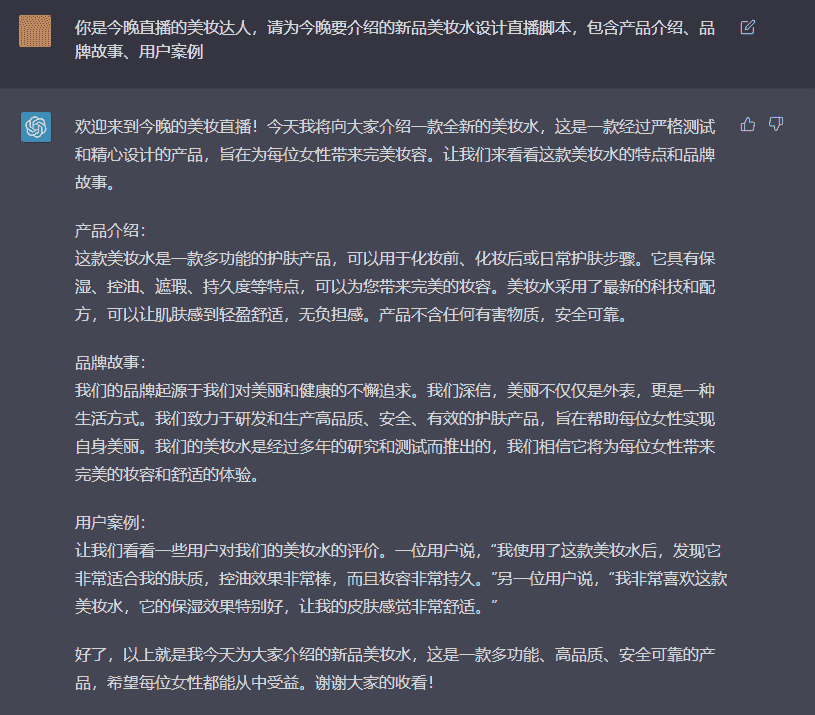 你是今晚直播的美妆达人，请为今晚要介绍的新品美妆水设计直播脚本，包含产品介绍、品
牌故事、用户案例
欢迎来到今晚的美妆直播！今天我将向大家介绍一款全新的美妆水，这是一款经过严格测试
和精心设计的产品，旨在为每位女性带来完美妆容。让我们来看看这款美妆水的特点和品牌
故事。
产品介绍：
这款美妆水是一款多功能的护肤产品，可以用于化妆前、化妆后或日常护肤步骤。它具有保
湿、控油、遮瑕、持久度等特点，可以为您带来完美的妆容。美妆水采用了最新的科技和配
方，可以让肌肤感到轻盈舒适，无负担感。产品不含任何有害物质，安全可靠。
品牌故事：
我们的品牌起源于我们对美丽和健康的不懈追求。我们深信，美丽不仅仅是外表，更是一种
生活方式。我们致力于研发和生产高品质、安全、有效的护肤产品，旨在帮助每位女性实现
自身美丽。我们的美妆水是经过多年的研究和测试而推出的，我们相信它将为每位女性带来
完美的妆容和舒适的体验。
用户案例：
让我们看看一些用户对我们的美妆水的评价。一位用户说，"我使用了这款美妆水后，发现它
非常适合我的肤质，控油效果非常棒，而且妆容非常持久。"另一位用户说，"我非常喜欢这款
美妆水，它的保湿效果特别好，让我的皮肤感觉非常舒适。"
好了，以上就是我今天为大家介绍的新品美妆水，这是一款多功能、高品质、安全可靠的产
品，希望每位女性都能从中受益。谢谢大家的收看！